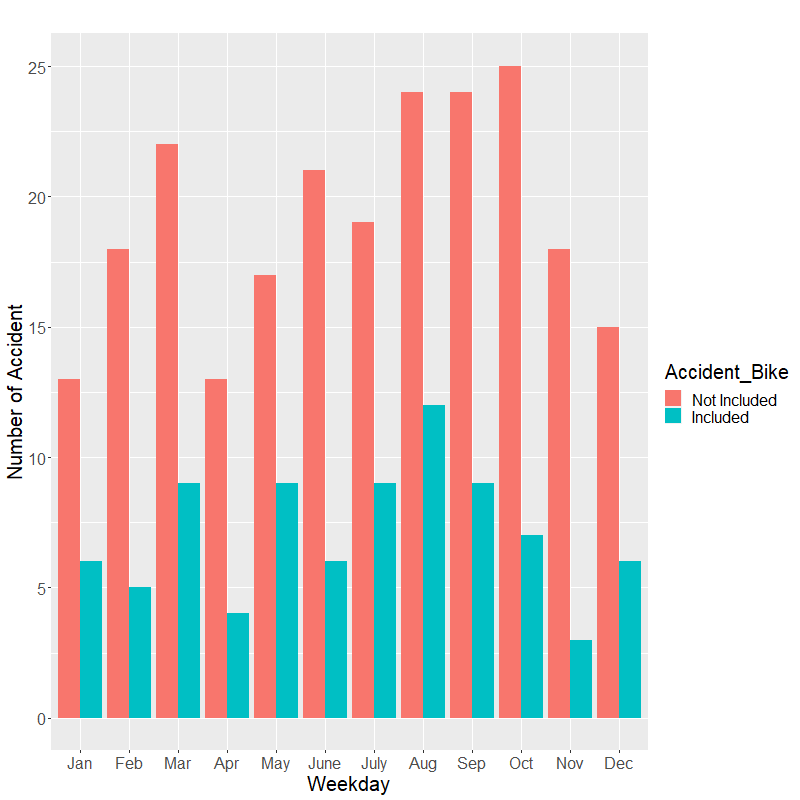 25
20
15
10
5
0
Number of Accident
Jan Feb Mar Apr May June July Aug Sep Oct Nov Dec
Weekday
Accident_Bike
Not Included
Included